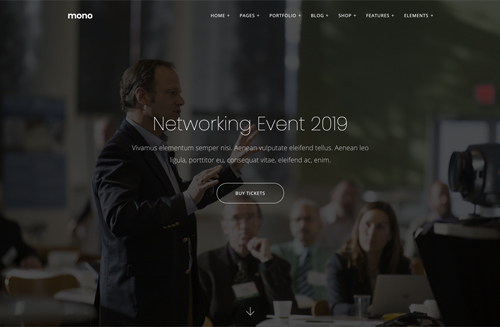 mono
HOME + PAGES + PORTFOLIO + BLOG + SHOP + FEATURES + ELEMENTS +
Networking Event 2019
Vivamus elementum semper nisi. Aenean vulputate eleifend tellus. Aenean leo
ligula, porttitor eu, consequat vitae, eleifend ac, enim.
BUY TICKETS